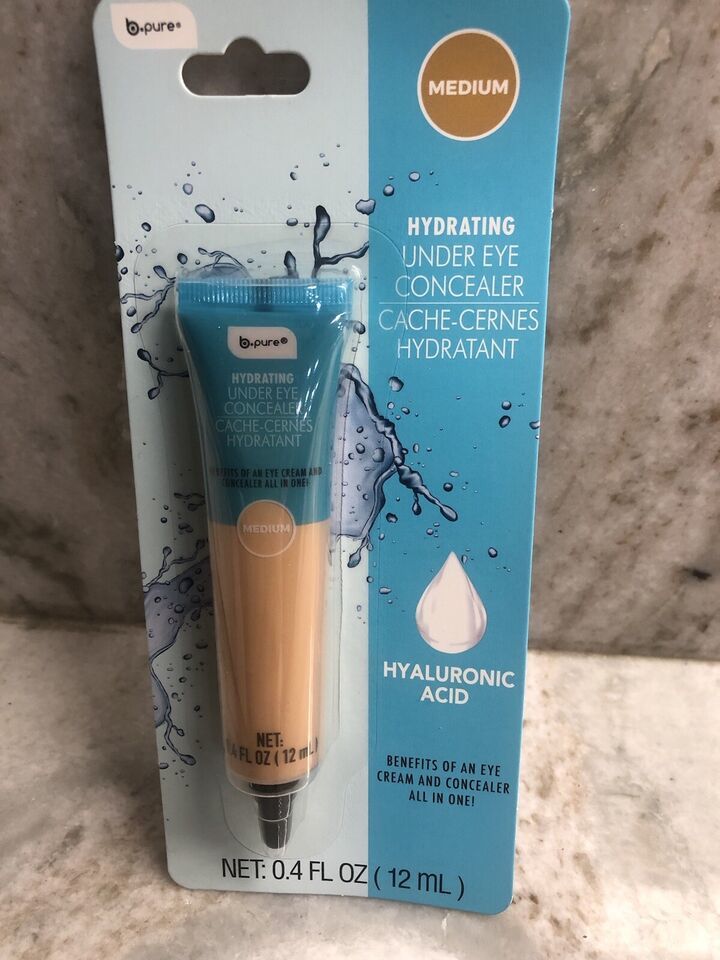 b.pure®
MEDIUM
HYDRATING
UNDER EYE
CONCEALER
CACHE-CERNES
HYDRATANT
HYALURONIC
ACID
BENEFITS OF AN EYE
CREAM AND CONCEALER
ALL IN ONE!
b.pure®
HYDRATING
UNDER EYE
CONCEALER
CACHE-CERNES
HYDRATANT
BENEFITS OF AN EYE CREAM AND
CONCEALER ALL IN ONE!
MEDIUM
NET:
0.4 FL OZ ( 12 mL)
NET: 0.4 FL OZ ( 12 mL )